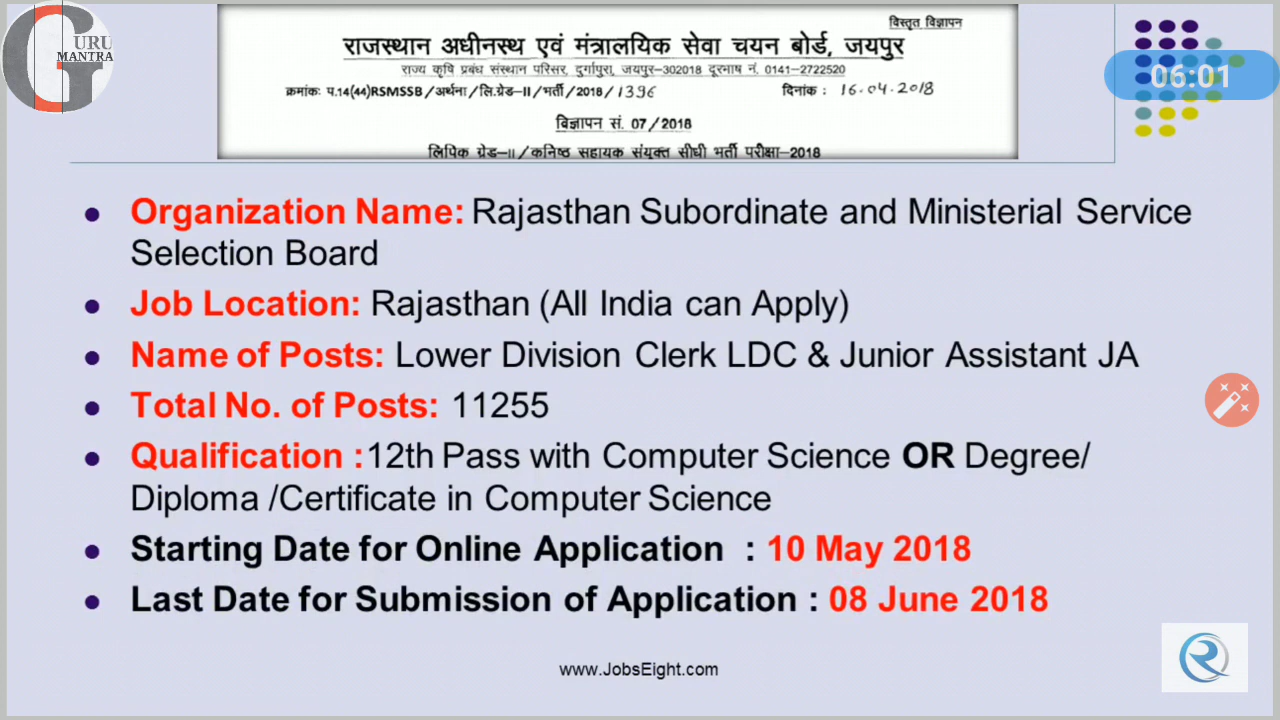 GURU
MANTRA
विस्तृत विज्ञापन
राजस्थान अधीनस्थ एवं मंत्रालयिक सेवा चयन बोर्ड, जयपुर
राज्य कृषि प्रबंध संस्थान परिसर, दुर्गापुरा, जयपुर–302018 दूरभाष नं. 0141–2722520
क्रमांकः प.14(44)RSMSSB/अर्थना/लि.ग्रेड–II/भर्ती/2018/1396 दिनांक : 16.04.2018
06:01
विज्ञापन सं. 07/2018
लिपिक ग्रेड–II/कनिष्ठ सहायक संयुक्त सीधी भर्ती परीक्षा–2018
Organization Name: Rajasthan Subordinate and Ministerial Service
Selection Board
Job Location: Rajasthan (All India can Apply)
Name of Posts: Lower Division Clerk LDC & Junior Assistant JA
Total No. of Posts: 11255
Qualification :12th Pass with Computer Science OR Degree/
Diploma /Certificate in Computer Science
Starting Date for Online Application : 10 May 2018
Last Date for Submission of Application : 08 June 2018
www.JobsEight.com